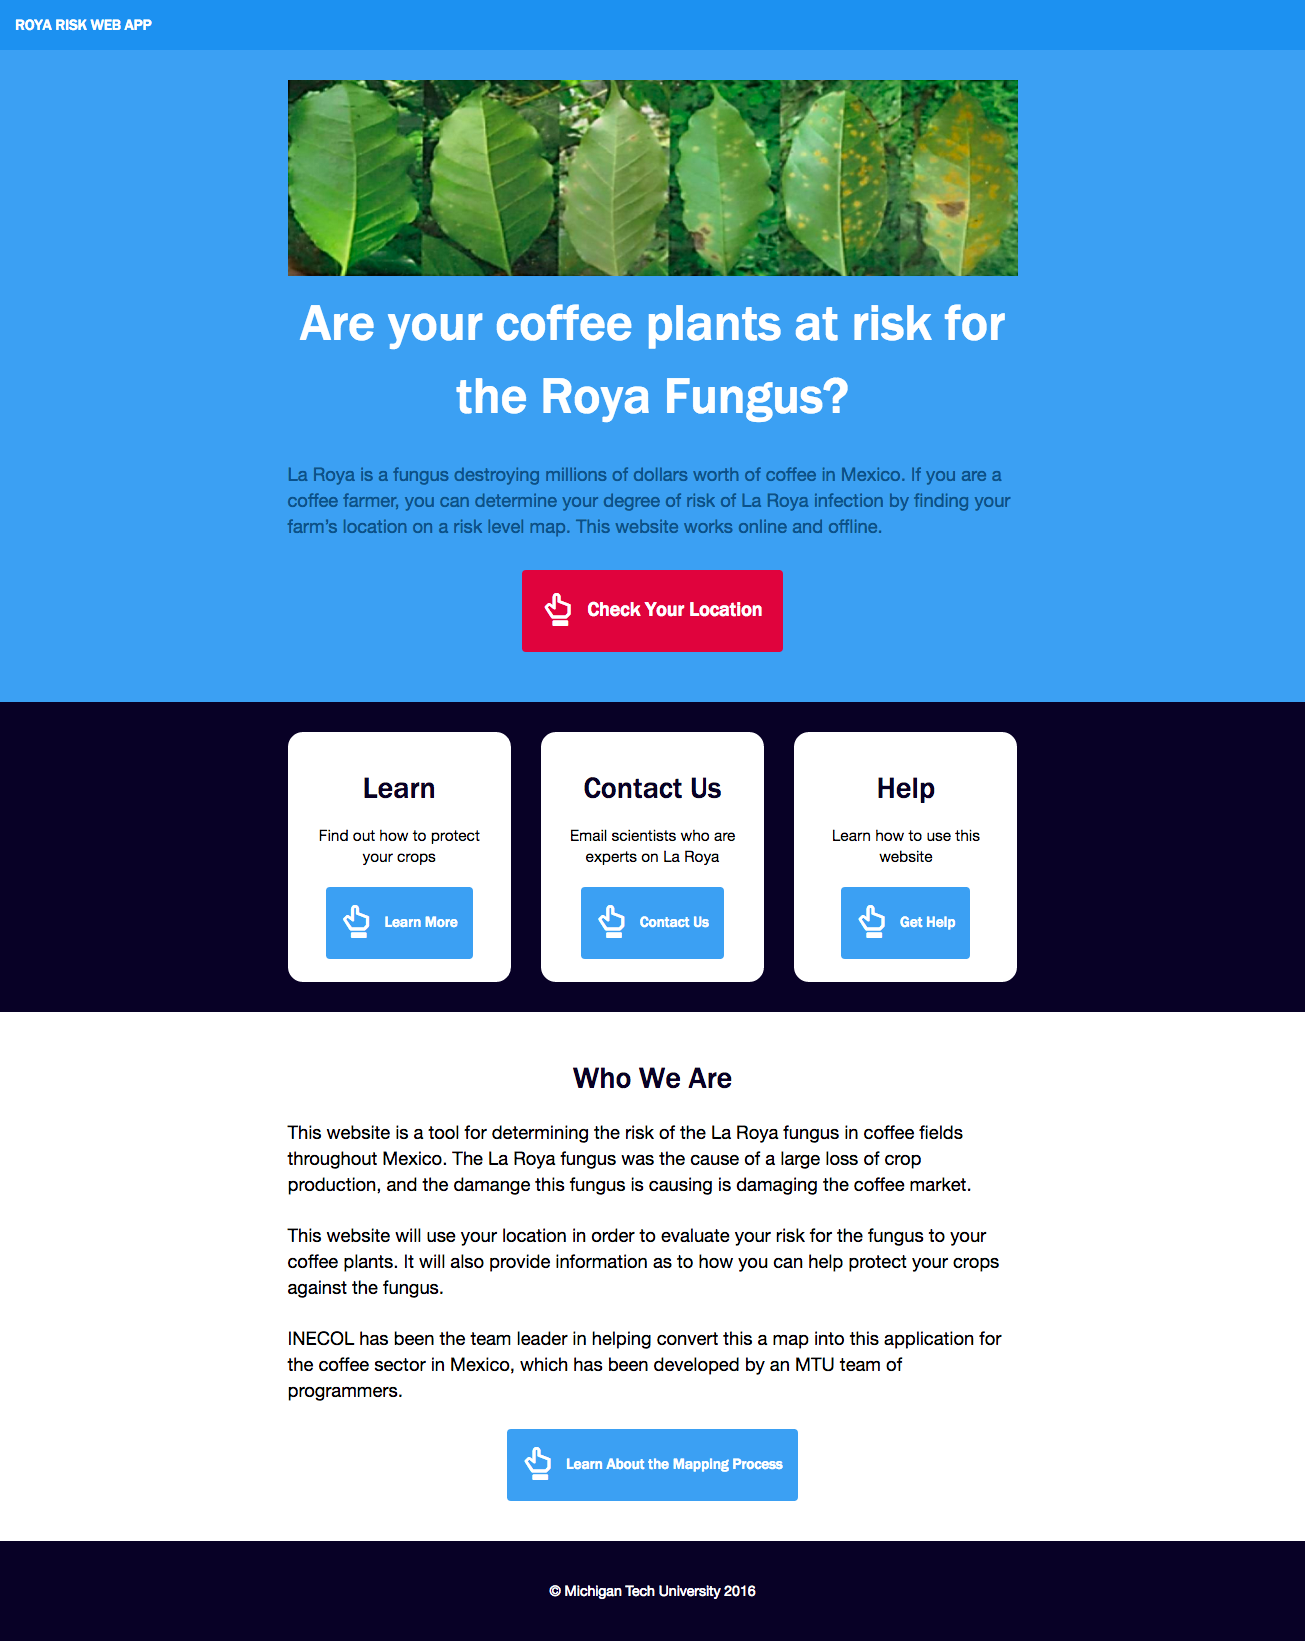 ROYA RISK WEB APP
Are your coffee plants at risk for
the Roya Fungus?
La Roya is a fungus destroying millions of dollars worth of coffee in Mexico. If you are a
coffee farmer, you can determine your degree of risk of La Roya infection by finding your
farm’s location on a risk level map. This website works online and offline.
Check Your Location
Learn
Find out how to protect
your crops
Learn More
Contact Us
Email scientists who are
experts on La Roya
Contact Us
Help
Learn how to use this
website
Get Help
Who We Are
This website is a tool for determining the risk of the La Roya fungus in coffee fields
throughout Mexico. The La Roya fungus was the cause of a large loss of crop
production, and the damange this fungus is causing is damaging the coffee market.
This website will use your location in order to evaluate your risk for the fungus to your
coffee plants. It will also provide information as to how you can help protect your crops
against the fungus.
INECOL has been the team leader in helping convert this a map into this application for
the coffee sector in Mexico, which has been developed by an MTU team of
programmers.
Learn About the Mapping Process
© Michigan Tech University 2016